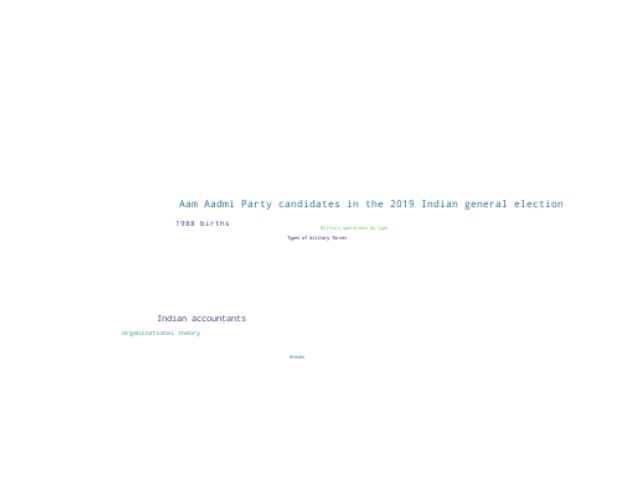 Aam Aadmi Party candidates in the 2019 Indian general election
1988 births
Military operations by type
Types of military forces
Indian accountants
Organizational theory